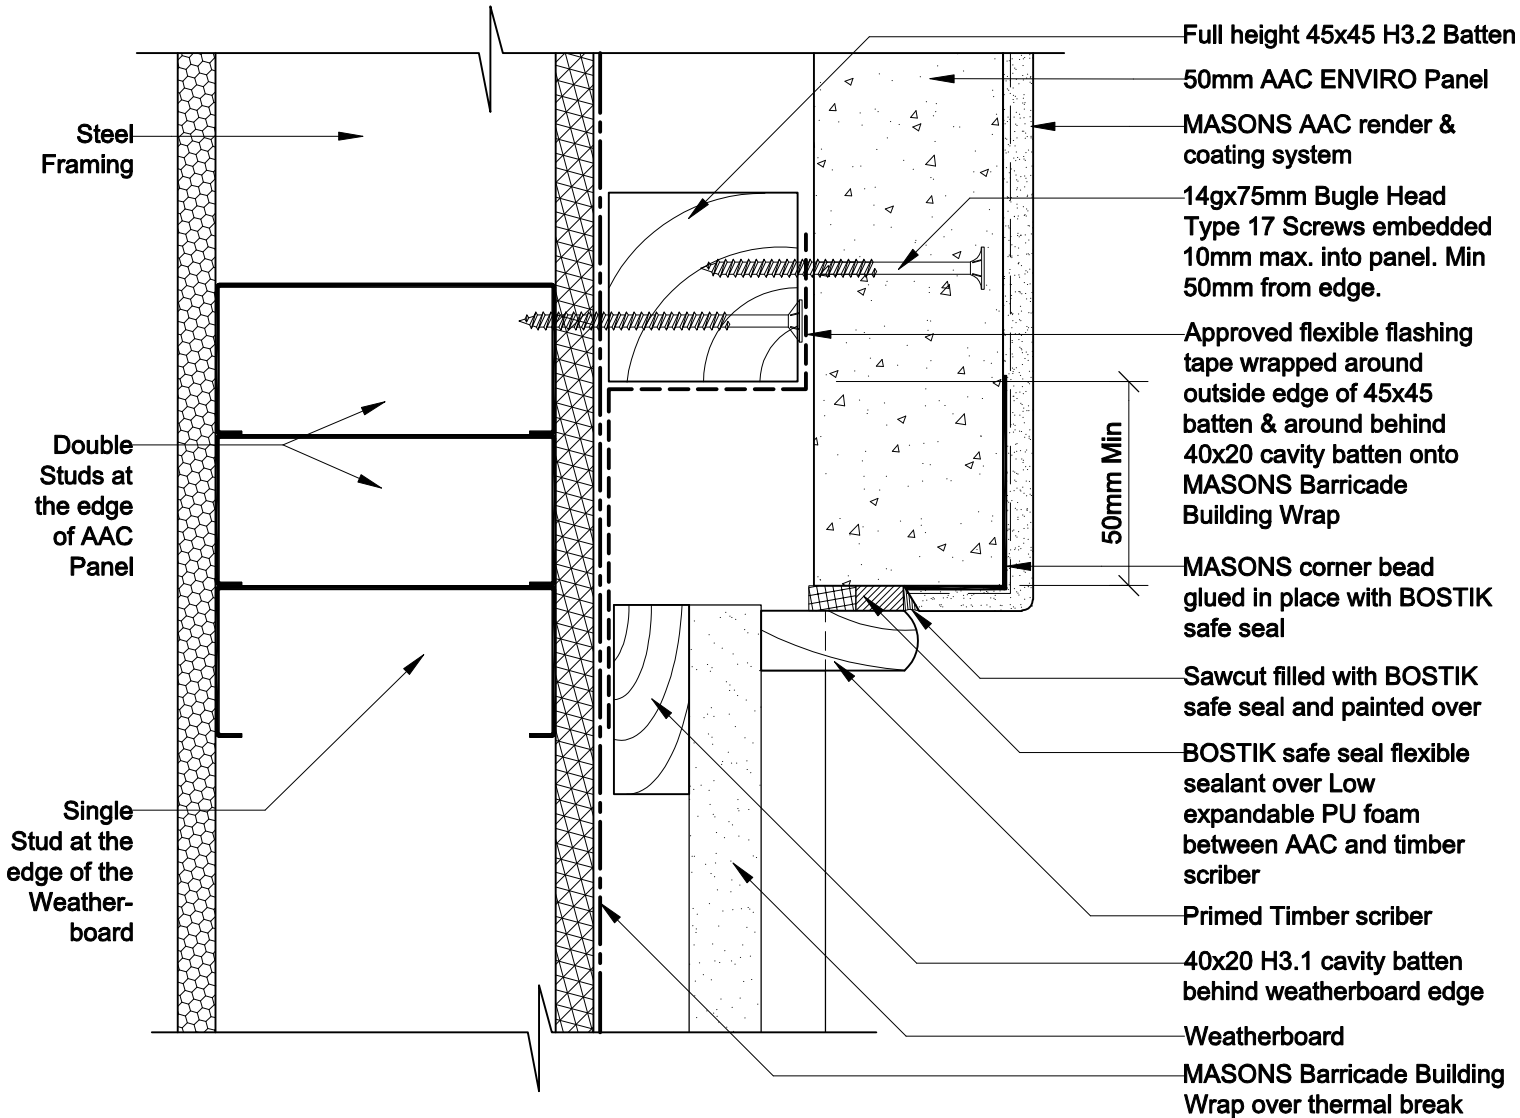 Steel
Framing
Double
Studs at
the edge
of AAC
Panel
Single
Stud at the
edge of the
Weather-
board
Full height 45x45 H3.2 Batten
50mm AAC ENVIRO Panel
MASONS AAC render &
coating system
14gx75mm Bugle Head
Type 17 Screws embedded
10mm max. into panel. Min
50mm from edge.
Approved flexible flashing
tape wrapped around
outside edge of 45x45
batten & around behind
40x20 cavity batten onto
MASONS Barricade
Building Wrap
50mm Min
MASONS corner bead
glued in place with BOSTIK
safe seal
Sawcut filled with BOSTIK
safe seal and painted over
BOSTIK safe seal flexible
sealant over Low
expandable PU foam
between AAC and timber
scriber
Primed Timber scriber
40x20 H3.1 cavity batten
behind weatherboard edge
Weatherboard
MASONS Barricade Building
Wrap over thermal break